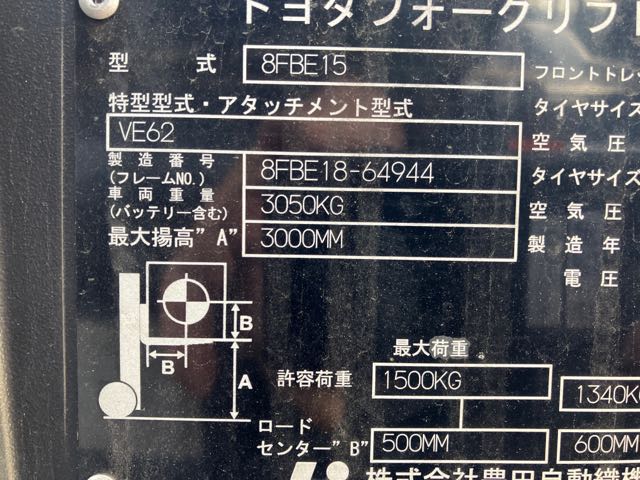 トヨタフォークリフト
型式 8FBE15
フロントドレ
特型型式・アタッチメント型式
タイヤサイズ
VE62
空気圧
製造番号
(フレームNO.) 8FBE18-64944
タイヤサイズ
車両重量
(バッテリー含む) 3050KG
空気圧
最大揚高"A" 3000MM
製造年
電圧
B
B
A
最大荷重
許容荷重 1500KG 1340KG
ロード
センター"B" 500MM 600MM
株式会社豊田自動織機